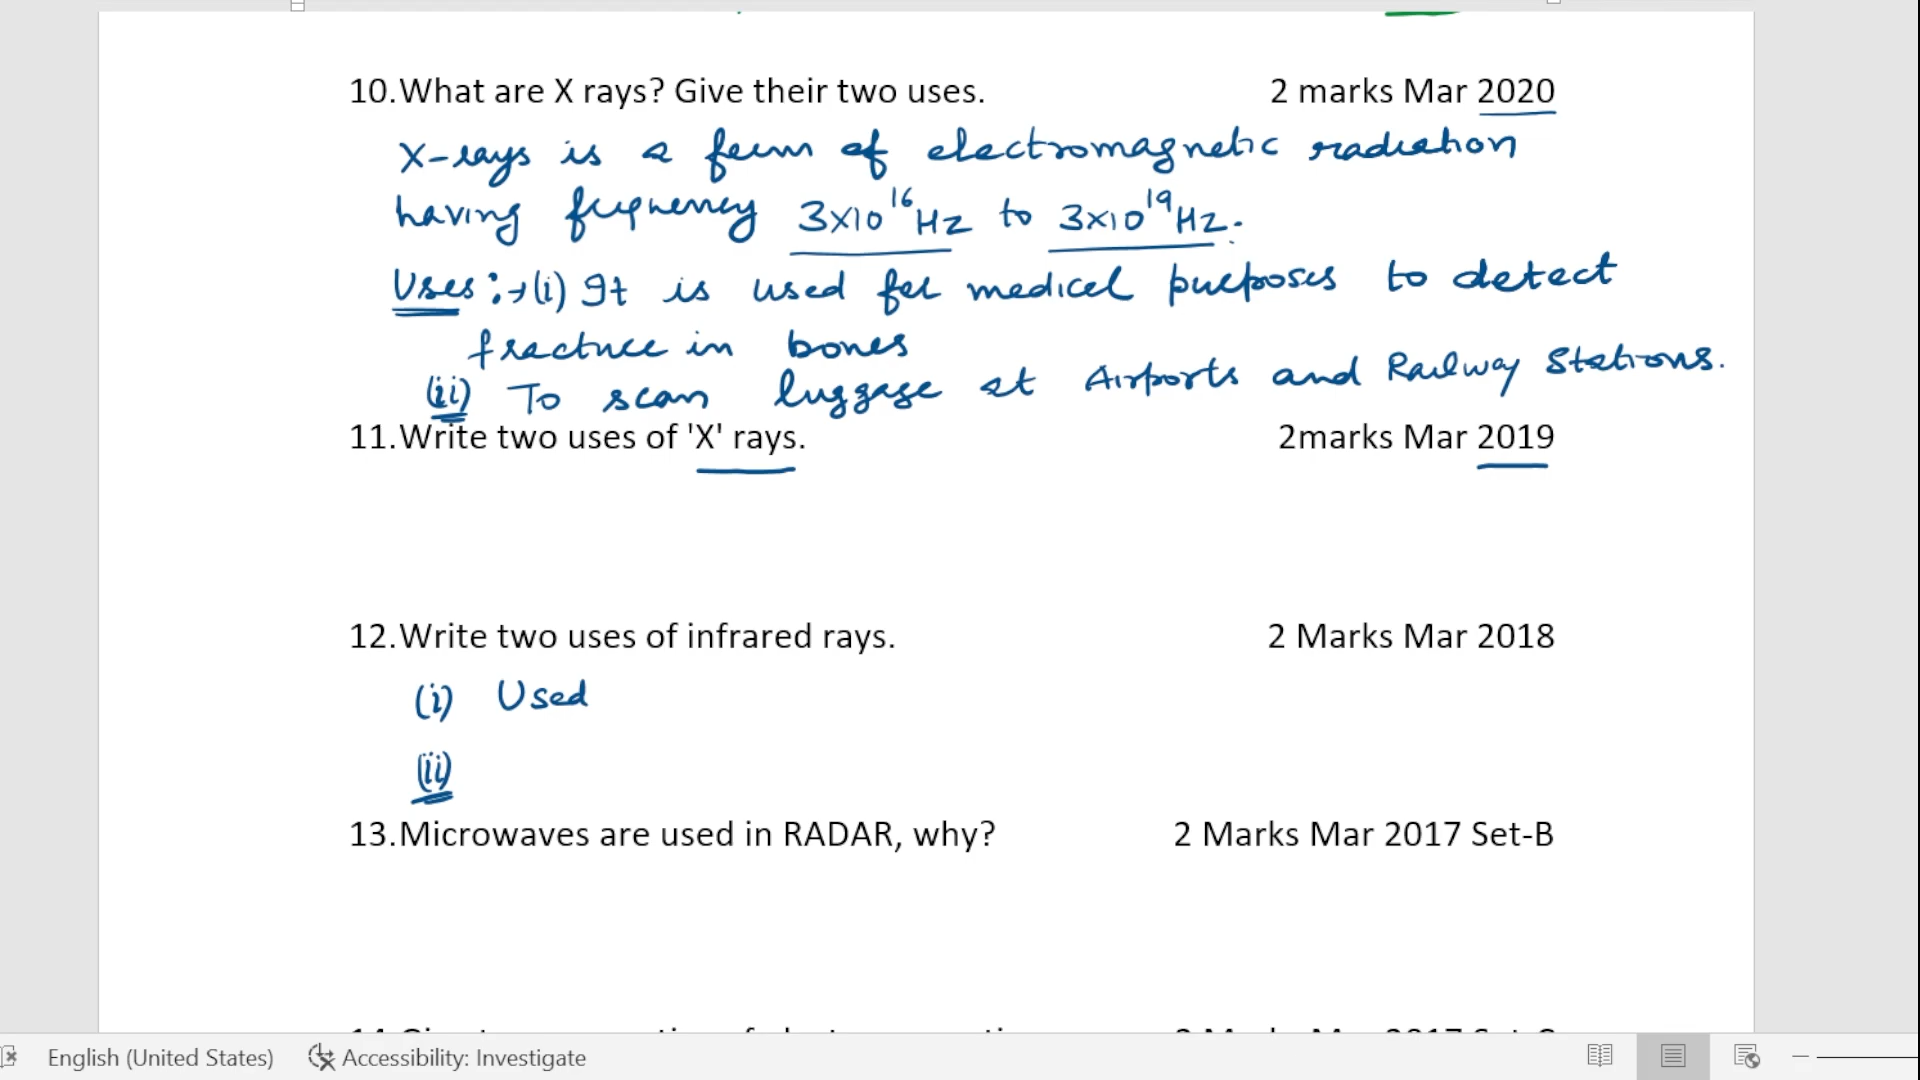 10. What are X rays? Give their two uses. 2 marks Mar 2020
X-rays is a form of electromagnetic radiation
having frequency 3x10^16 Hz to 3x10^19 Hz.
Uses :→ (i) It is used for medical purposes to detect
fracture in bones
(ii) To scan luggage at Airports and Railway Stations.
11. Write two uses of 'X' rays. 2marks Mar 2019
12. Write two uses of infrared rays. 2 Marks Mar 2018
(i) Used
(ii)
13. Microwaves are used in RADAR, why? 2 Marks Mar 2017 Set-B
English (United States) Accessibility: Investigate